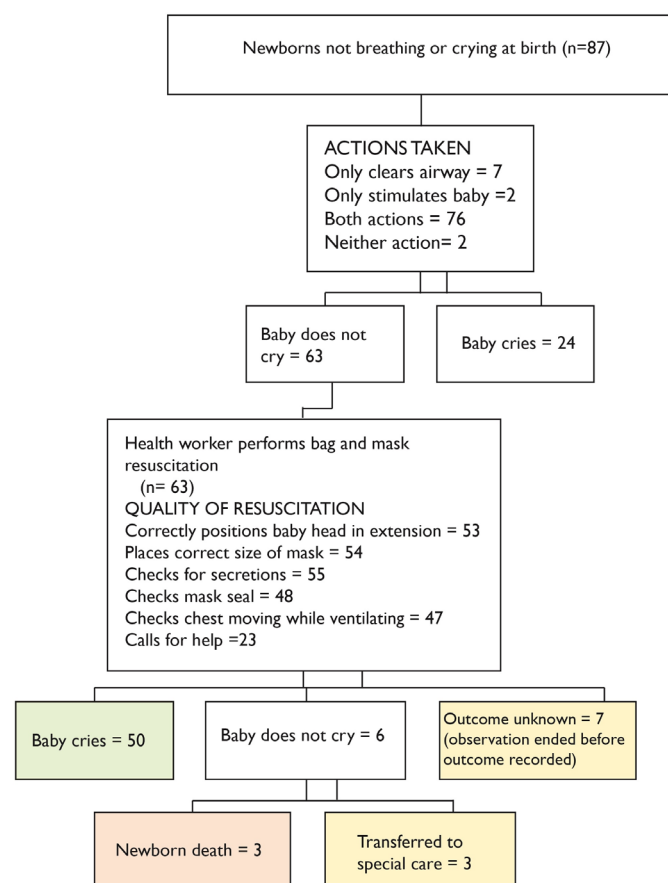 Newborns not breathing or crying at birth (n=87)
ACTIONS TAKEN
Only clears airway = 7
Only stimulates baby =2
Both actions = 76
Neither action= 2
Baby does not
cry = 63
Baby cries = 24
Health worker performs bag and mask
resuscitation
(n= 63)
QUALITY OF RESUSCITATION
Correctly positions baby head in extension = 53
Places correct size of mask = 54
Checks for secretions = 55
Checks mask seal = 48
Checks chest moving while ventilating = 47
Calls for help =23
Baby cries = 50
Baby does not cry = 6
Outcome unknown = 7
(observation ended before
outcome recorded)
Newborn death = 3
Transferred to
special care = 3